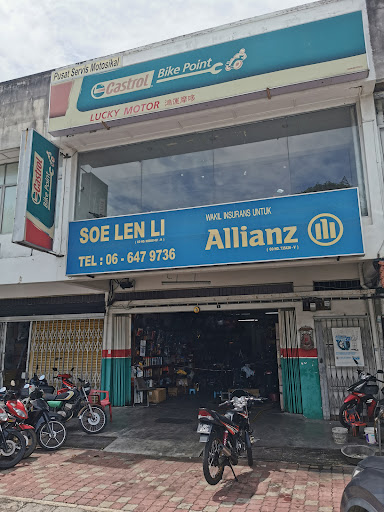 Pusat Servis Motosikal
Castrol Bike Point
LUCKY MOTOR
Castrol
Bike Point
SOE LEN LI
TEL : 06 - 647 9736
WAKIL INSURANS UNTUK
Allianz